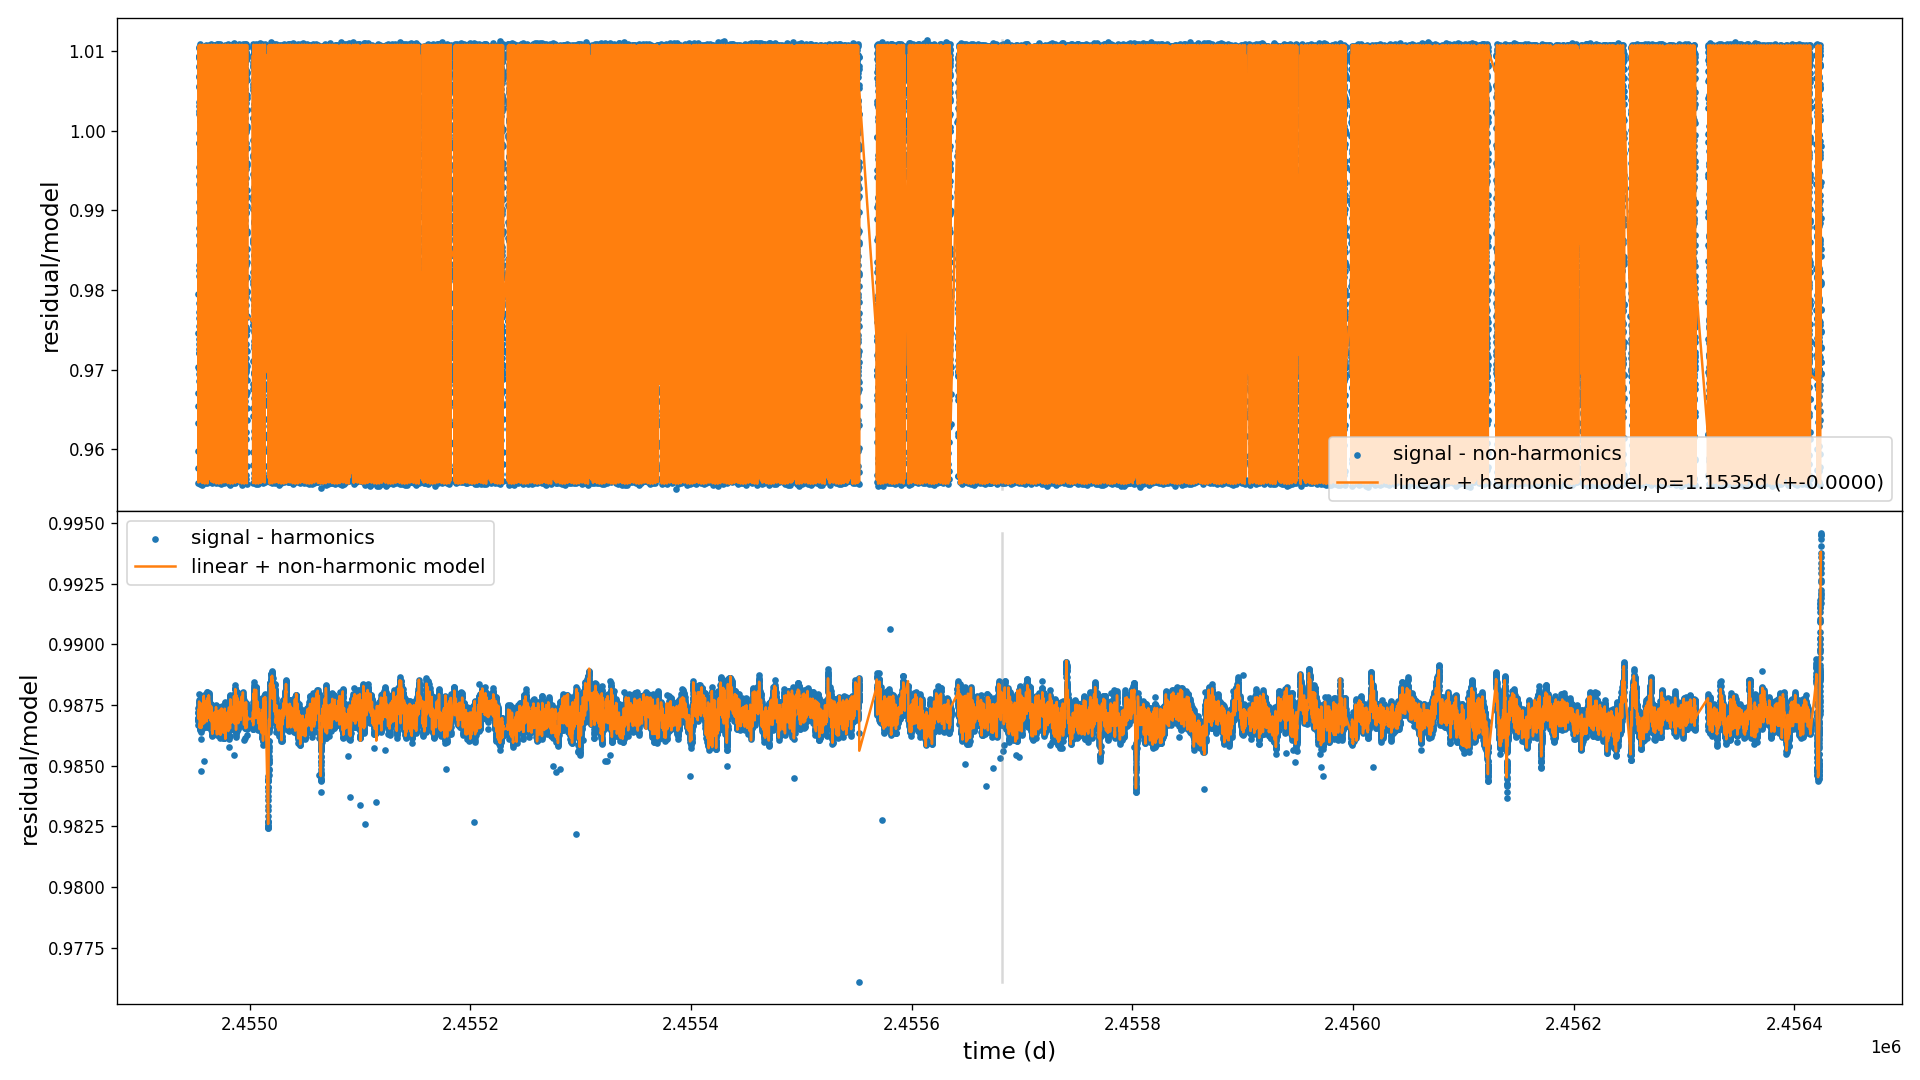 1.01
1.00
0.99
0.98
0.97
0.96
residual/model
signal - non-harmonics
linear + harmonic model, p=1.1535d (+-0.0000)
0.9950
0.9925
0.9900
0.9875
0.9850
0.9825
0.9800
0.9775
residual/model
signal - harmonics
linear + non-harmonic model
2.4550
2.4552
2.4554
2.4556
2.4558
2.4560
2.4562
2.4564
time (d)
1e6